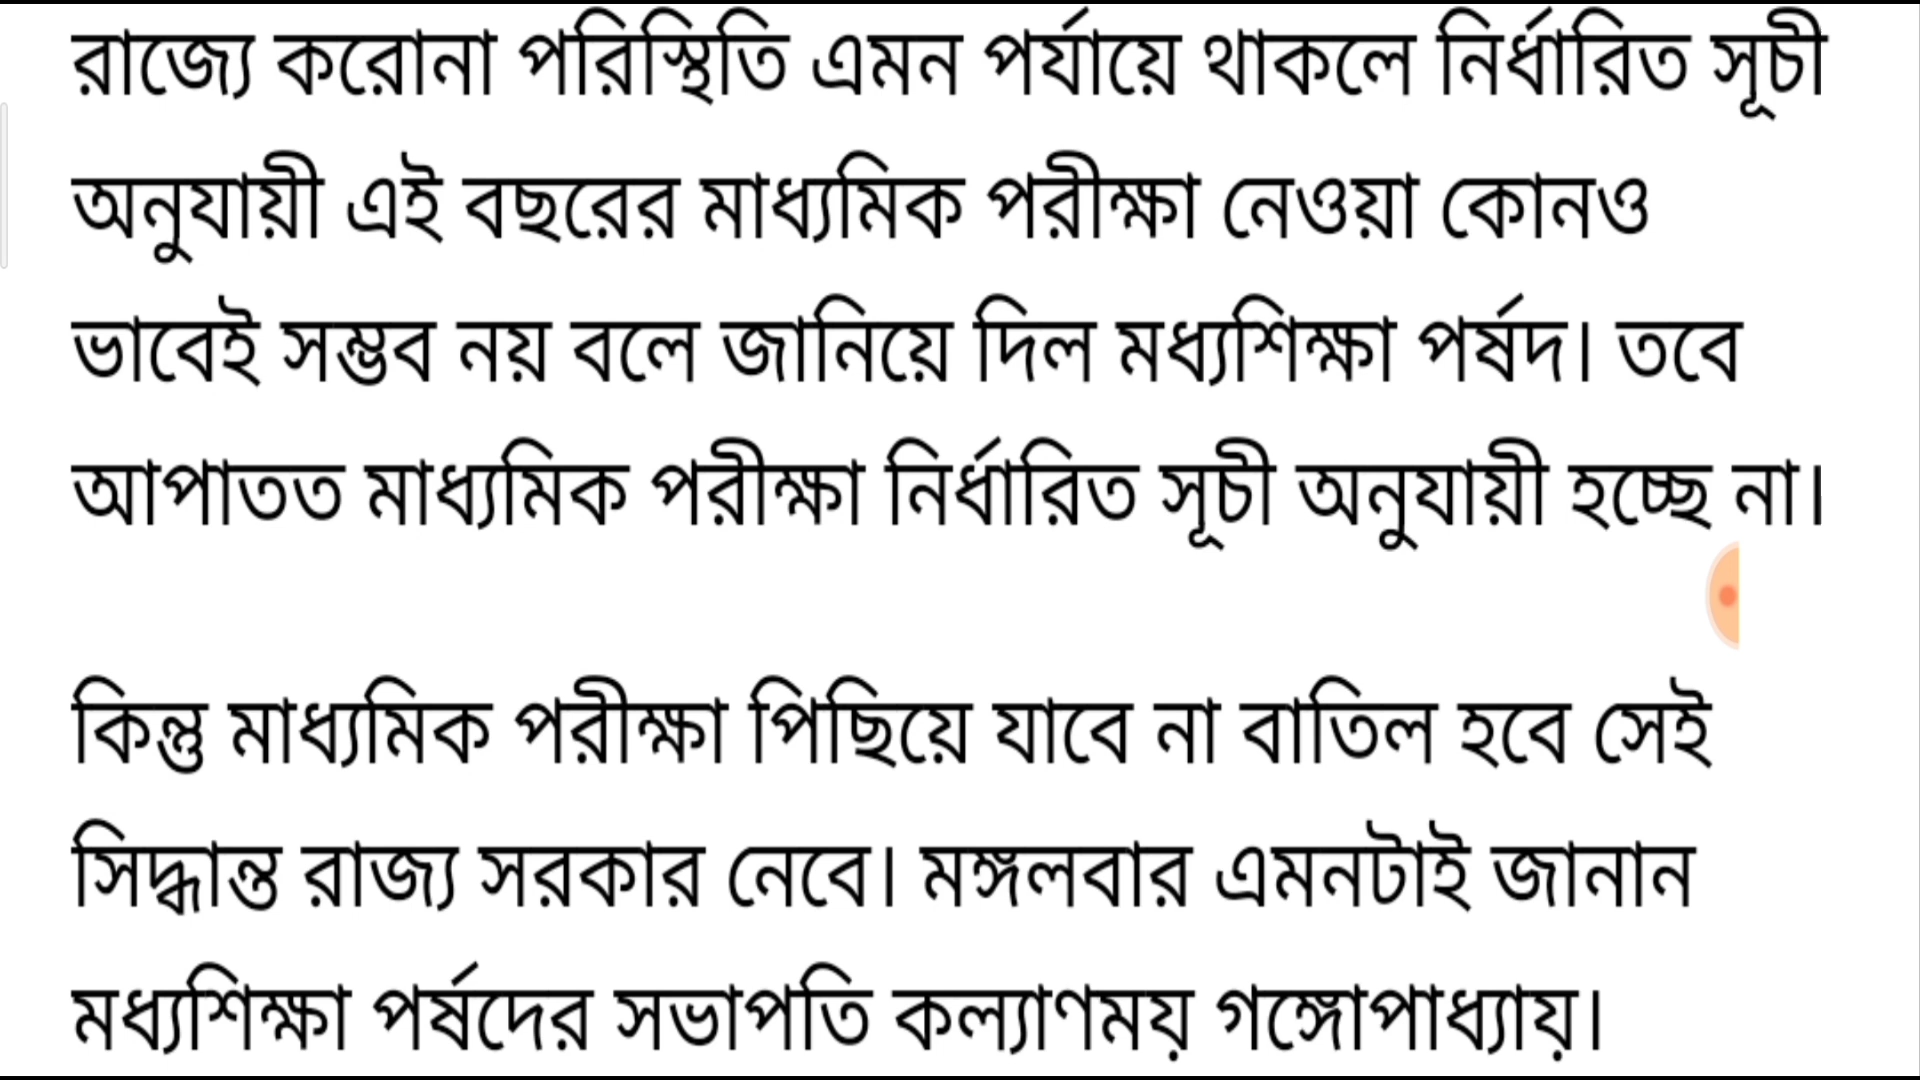 রাজ্যে করোনা পরিস্থিতি এমন পর্যায়ে থাকলে নির্ধারিত সূচী
অনুযায়ী এই বছরের মাধ্যমিক পরীক্ষা নেওয়া কোনও
ভাবেই সম্ভব নয় বলে জানিয়ে দিল মধ্যশিক্ষা পর্ষদ। তবে
আপাতত মাধ্যমিক পরীক্ষা নির্ধারিত সূচী অনুযায়ী হচ্ছে না।
কিন্তু মাধ্যমিক পরীক্ষা পিছিয়ে যাবে না বাতিল হবে সেই
সিদ্ধান্ত রাজ্য সরকার নেবে। মঙ্গলবার এমনটাই জানান
মধ্যশিক্ষা পর্ষদের সভাপতি কল্যাণময় গঙ্গোপাধ্যায়।